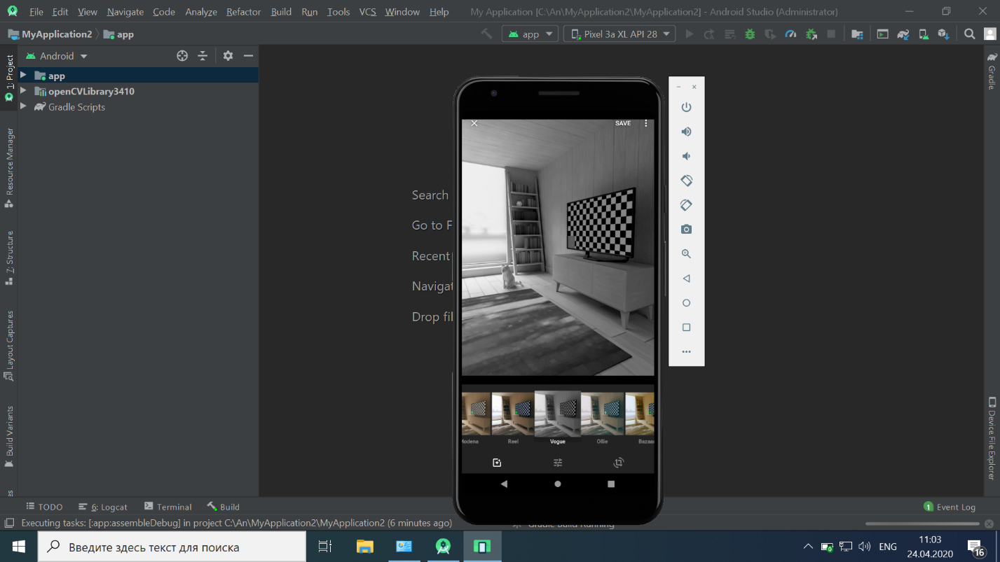 File Edit View Navigate Code Analyze Refactor Build Run Tools VCS Window Help My Application [C:\An\MyApplication2\MyApplication2] - Android Studio (Administrator)
MyApplication2 app app Pixel 3a XL API 28
1: Project
Resource Manager
7: Structure
Layout Captures
Build Variants
Android
app
openCVLibrary3410
Gradle Scripts
Search
Go to F
Recent
Navigat
Drop fil
SAVE
Modena Reel Vogue Ollie Bazaa
Gradle
Device File Explorer
TODO 6: Logcat Terminal Build 1 Event Log
Executing tasks: [:app:assembleDebug] in project C:\An\MyApplication2\MyApplication2 (6 minutes ago) Gradle Build Running
Введите здесь текст для поиска ENG 11:03
24.04.2020 16